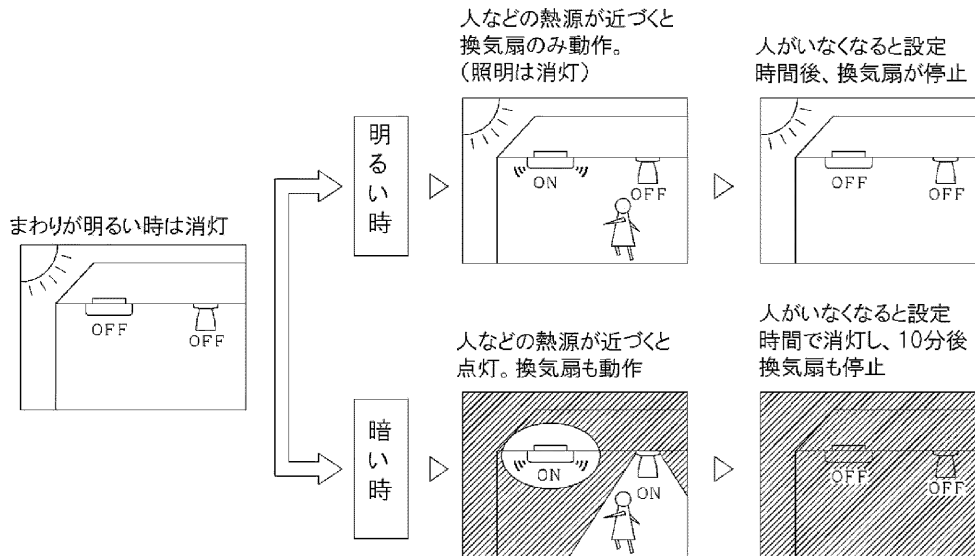 まわりが明るい時は消灯
OFF
OFF
明るい時
人などの熱源が近づくと
換気扇のみ動作。
（照明は消灯）
ON
OFF
人がいなくなると設定
時間後、換気扇が停止
OFF
OFF
暗い時
人などの熱源が近づくと
点灯。換気扇も動作
ON
ON
人がいなくなると設定
時間で消灯し、10分後
換気扇も停止
OFF
OFF